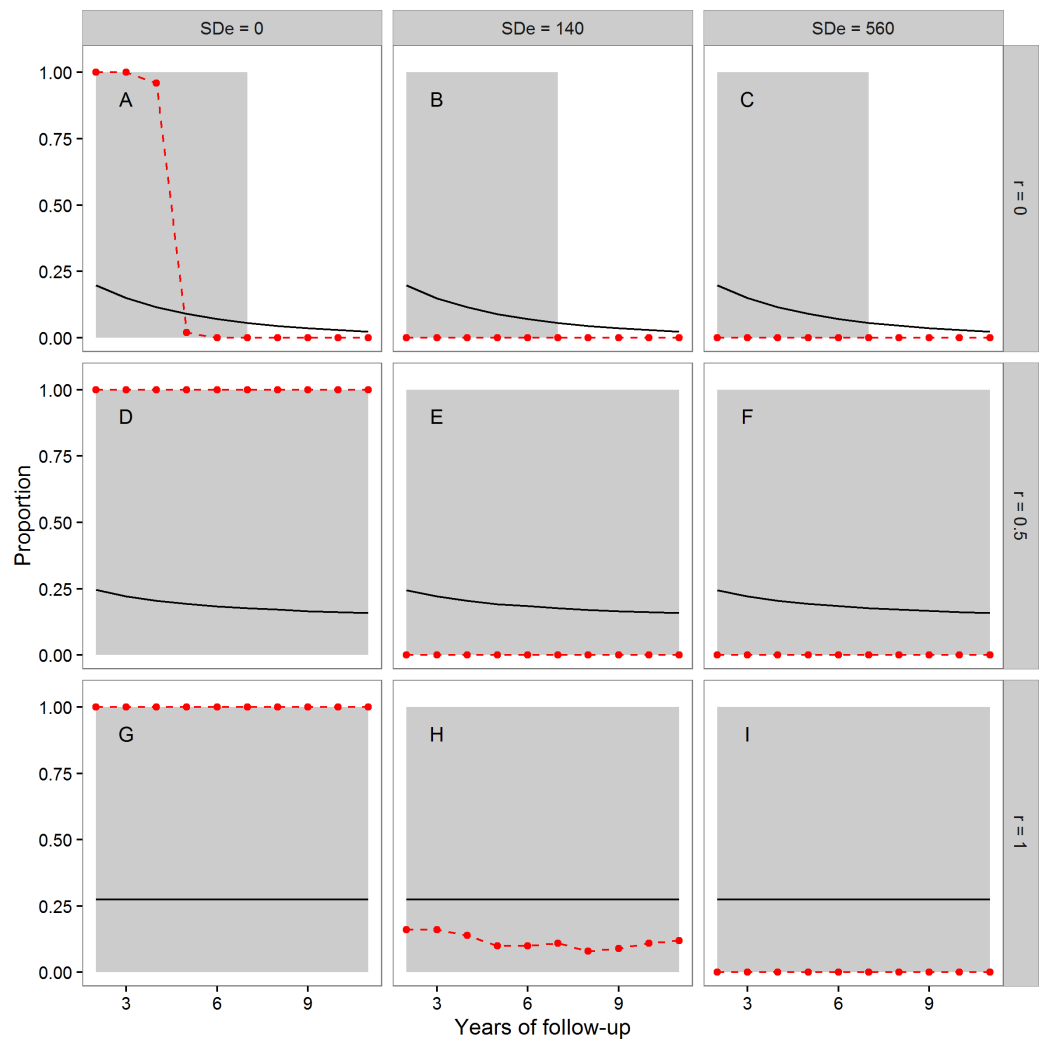 SDe = 0 SDe = 140 SDe = 560
1.00
0.75
0.50
0.25
0.00
A B C
r = 0
1.00
0.75
0.50
0.25
0.00
D E F
r = 0.5
1.00
0.75
0.50
0.25
0.00
G H I
r = 1
Proportion
3 6 9 3 6 9 3 6 9
Years of follow-up